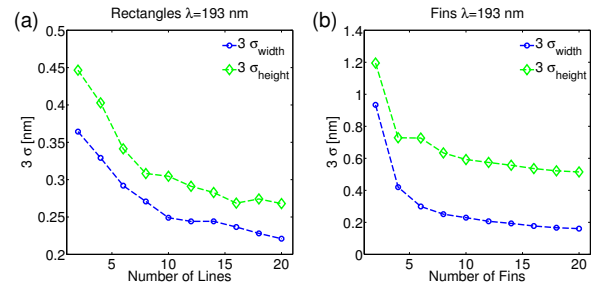 (a)
Rectangles λ=193 nm
3 σwidth
3 σheight
0.5
0.45
0.4
0.35
0.3
0.25
0.2
3 σ [nm]
5
10
15
20
Number of Lines
(b)
Fins λ=193 nm
3 σwidth
3 σheight
1.4
1.2
1
0.8
0.6
0.4
0.2
0
3 σ [nm]
5
10
15
20
Number of Fins